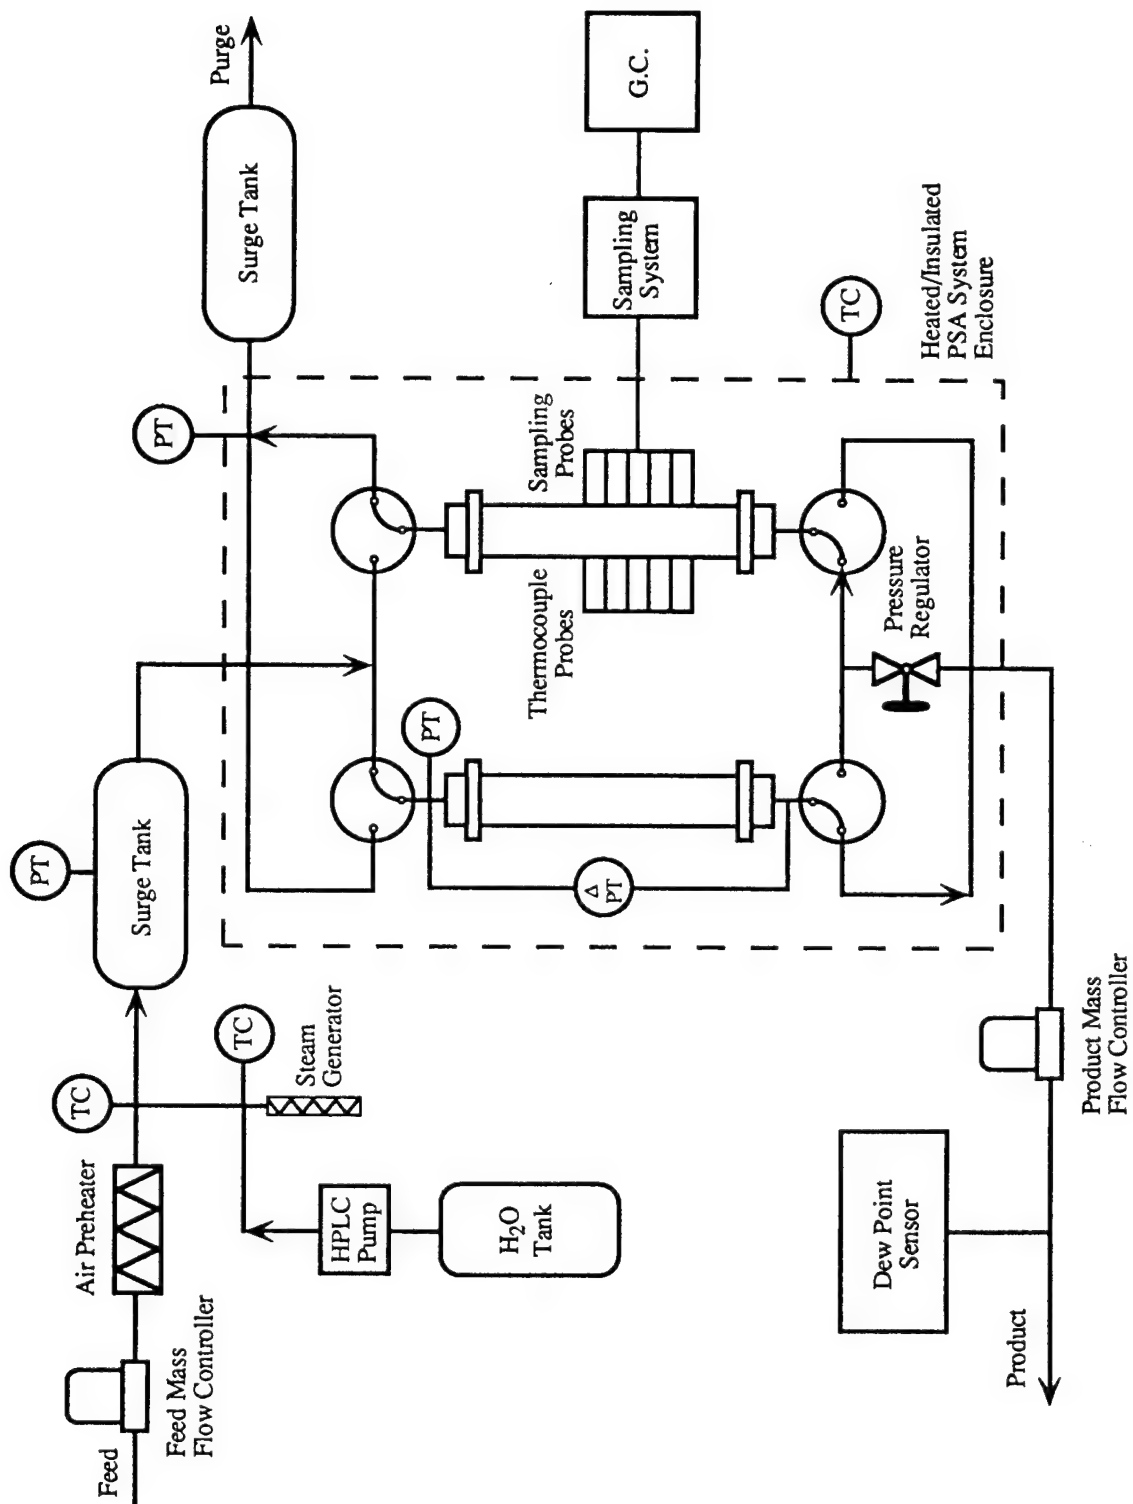 Feed
Feed Mass
Flow Controller
Air Preheater
TC
TC
Steam
Generator
HPLC
Pump
H₂O
Tank
PT
Surge Tank
PT
Surge Tank
Purge
PT
Δ
PT
Thermocouple
Probes
Sampling
Probes
Sampling
System
G.C.
Pressure
Regulator
TC
Heated/Insulated
PSA System
Enclosure
Product Mass
Flow Controller
Dew Point
Sensor
Product